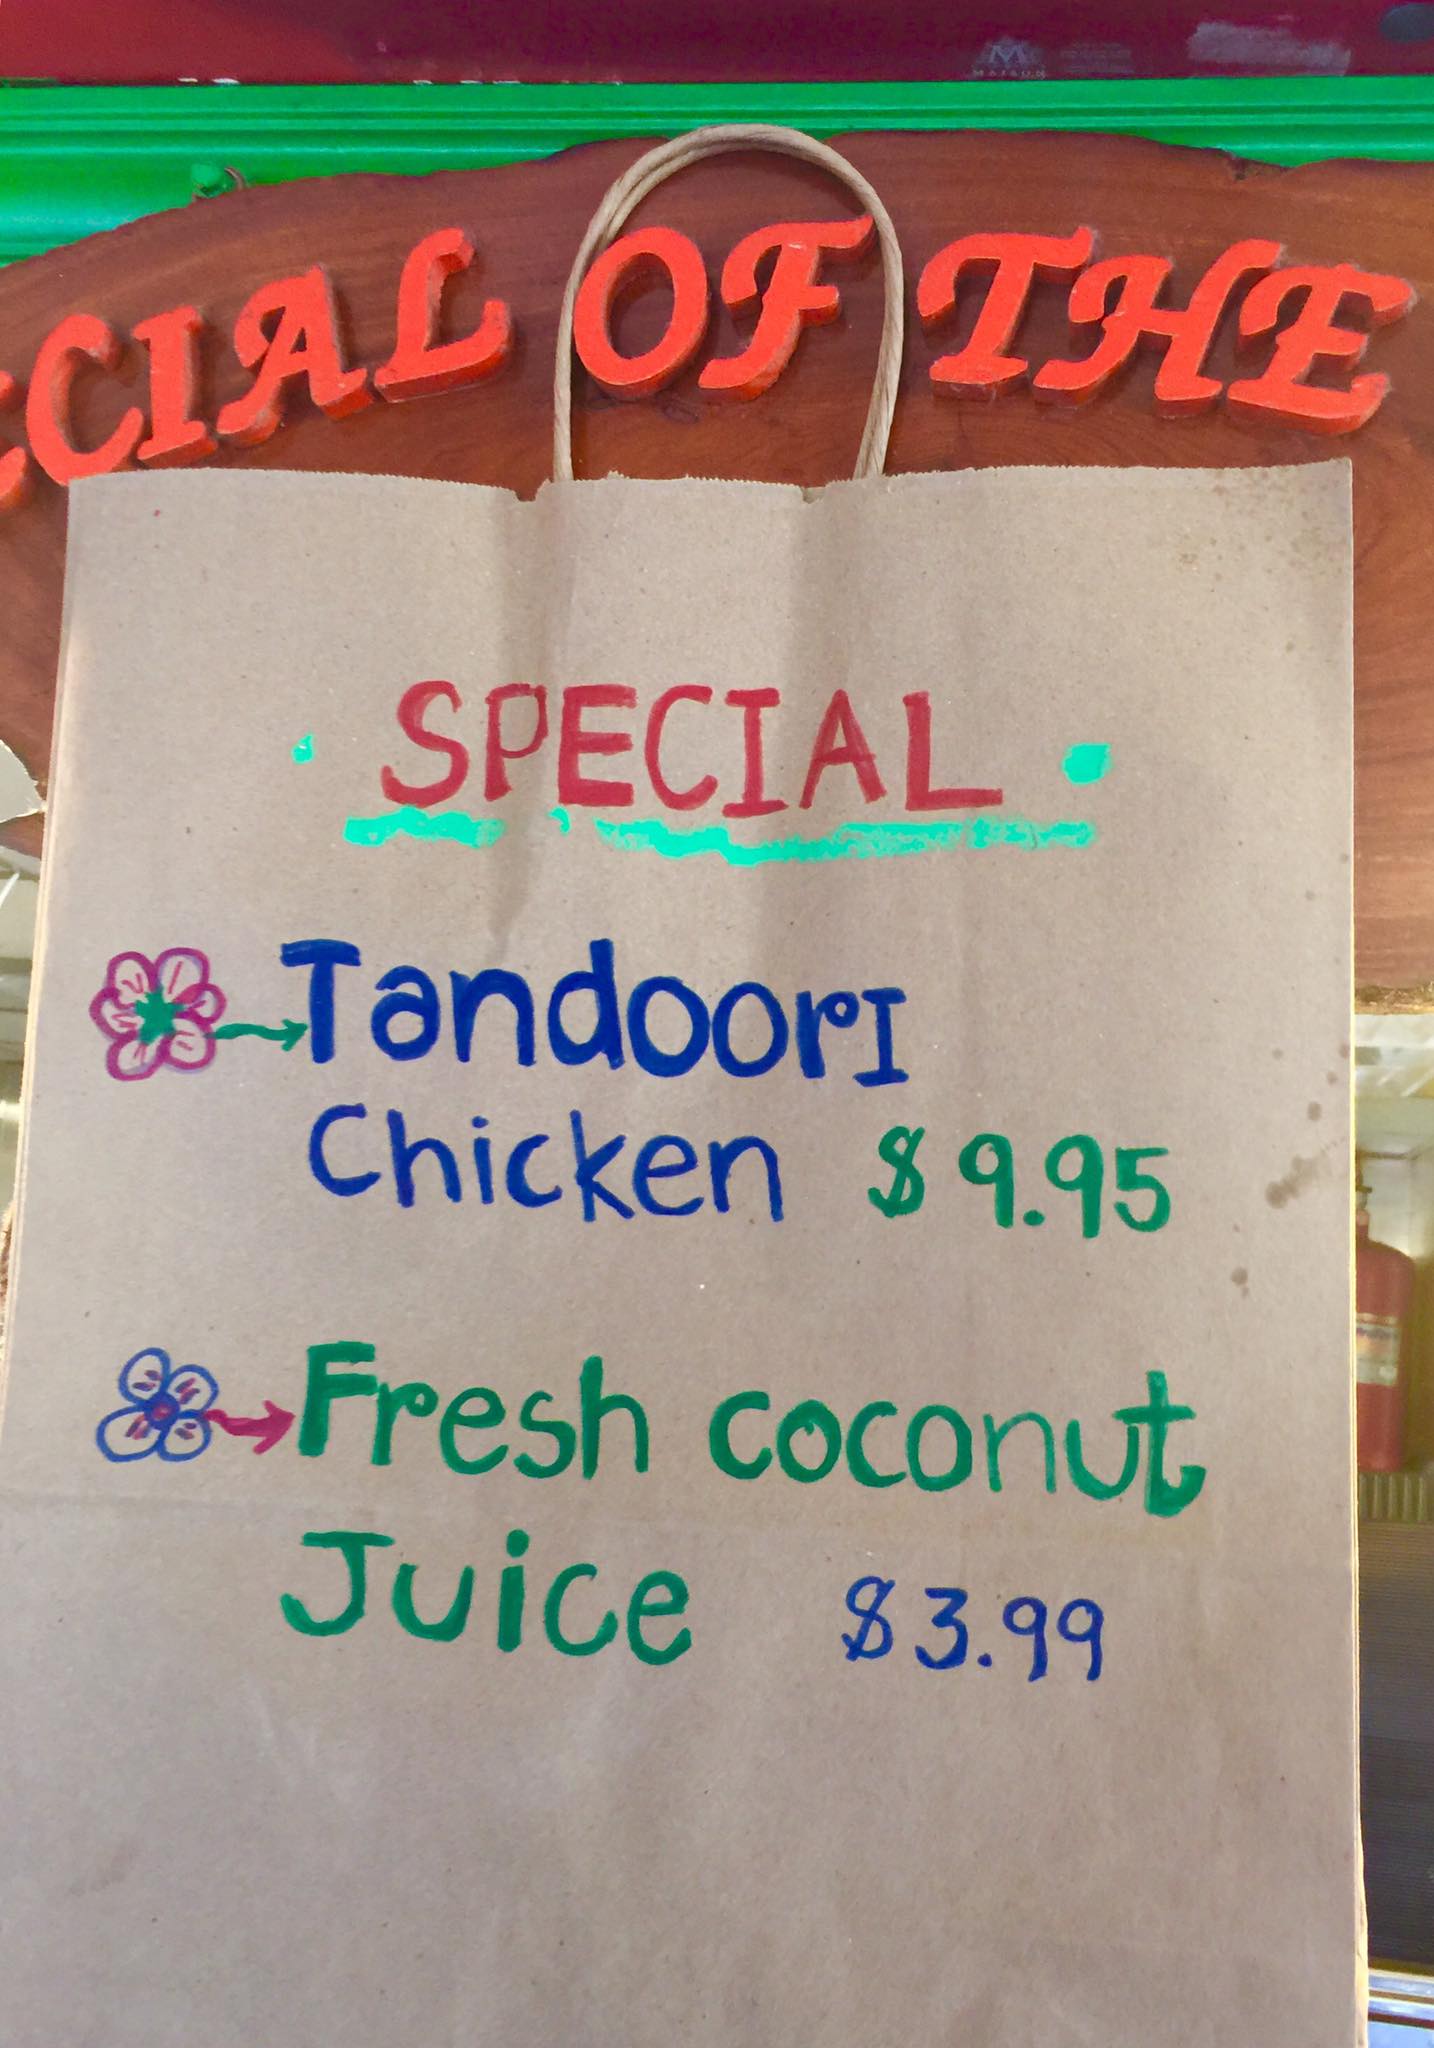 CIAL OF THE
SPECIAL
Tandoori
Chicken $9.95
Fresh coconut
Juice $3.99